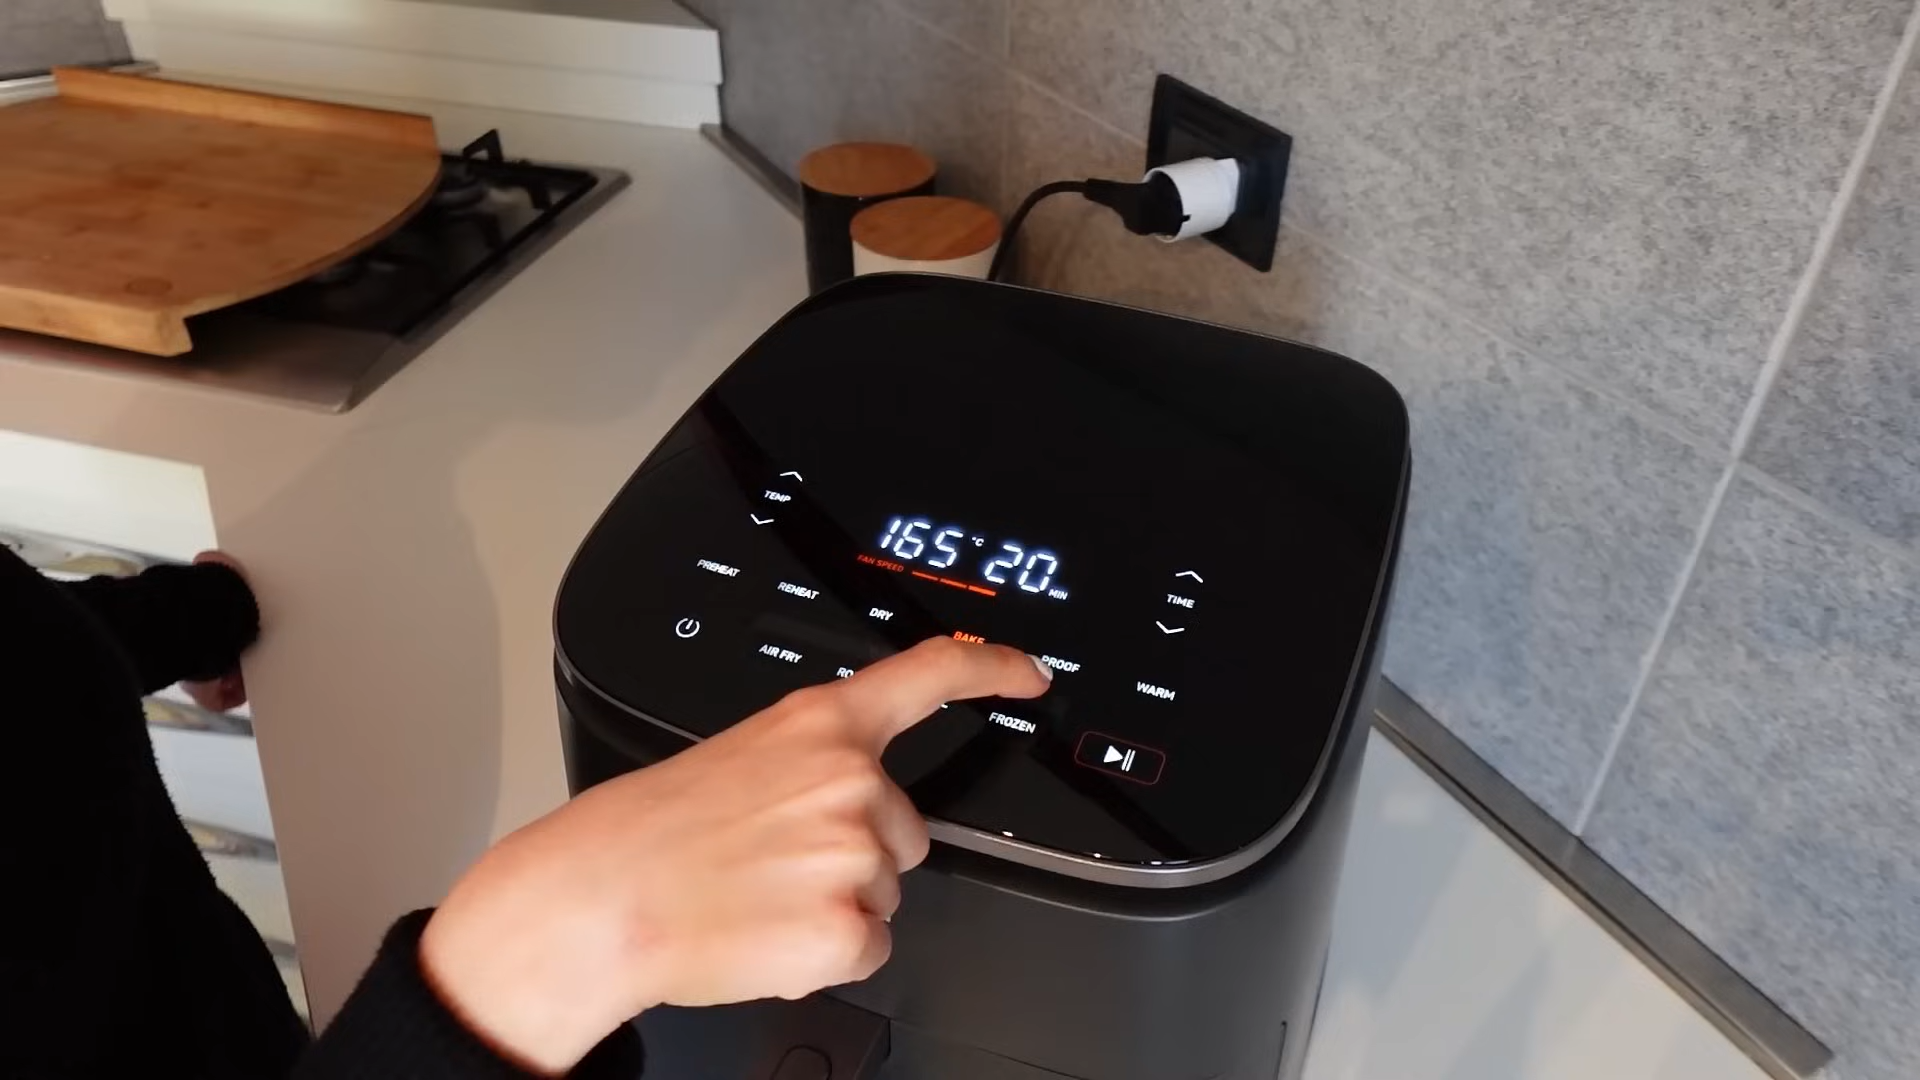 TEMP
165 °C 20 MIN
FAN SPEED
TIME
PREHEAT
REHEAT
DRY
BAKE
PROOF
WARM
AIR FRY
FROZEN